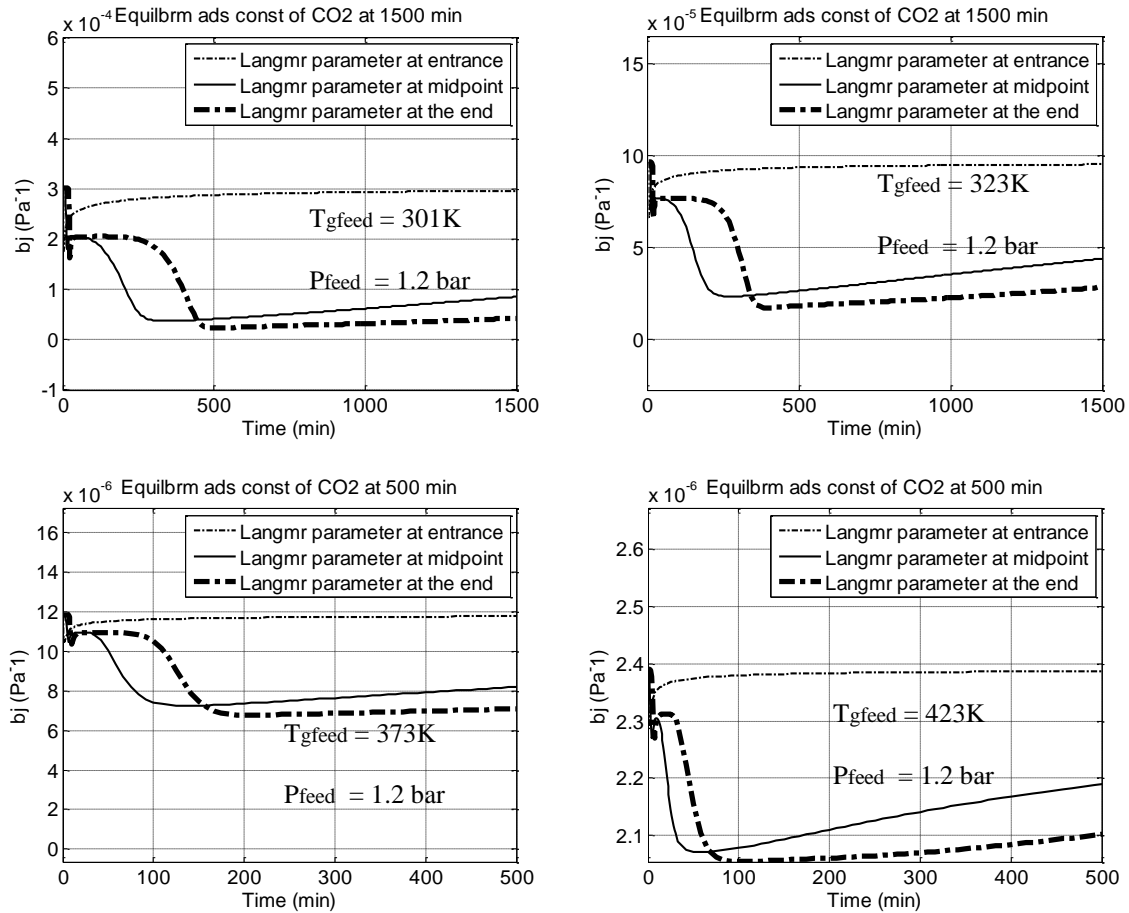 x 10-4 Equilbrm ads const of CO2 at 1500 min
6
5
4
3
2
1
0
-1
bj (Pa-1)
Langmr parameter at entrance
Langmr parameter at midpoint
Langmr parameter at the end
Tgfeed = 301K
Pfeed = 1.2 bar
0 500 1000 1500
Time (min)
x 10-5 Equilbrm ads const of CO2 at 1500 min
15
10
5
0
bj (Pa-1)
Langmr parameter at entrance
Langmr parameter at midpoint
Langmr parameter at the end
Tgfeed = 323K
Pfeed = 1.2 bar
0 500 1000 1500
Time (min)
x 10-6 Equilbrm ads const of CO2 at 500 min
16
14
12
10
8
6
4
2
0
bj (Pa-1)
Langmr parameter at entrance
Langmr parameter at midpoint
Langmr parameter at the end
Tgfeed = 373K
Pfeed = 1.2 bar
0 100 200 300 400 500
Time (min)
x 10-6 Equilbrm ads const of CO2 at 500 min
2.6
2.5
2.4
2.3
2.2
2.1
bj (Pa-1)
Langmr parameter at entrance
Langmr parameter at midpoint
Langmr parameter at the end
Tgfeed = 423K
Pfeed = 1.2 bar
0 100 200 300 400 500
Time (min)